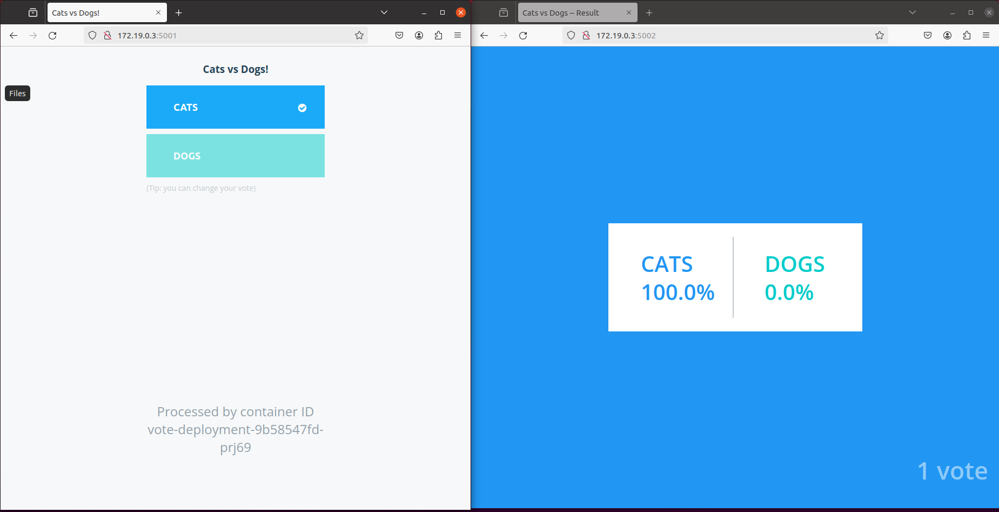 Cats vs Dogs!
172.19.0.3:5001
Cats vs Dogs!
Files
CATS
DOGS
(Tip: you can change your vote)
Processed by container ID
vote-deployment-9b58547fd-
prj69
Cats vs Dogs -- Result
172.19.0.3:5002
CATS
100.0%
DOGS
0.0%
1 vote